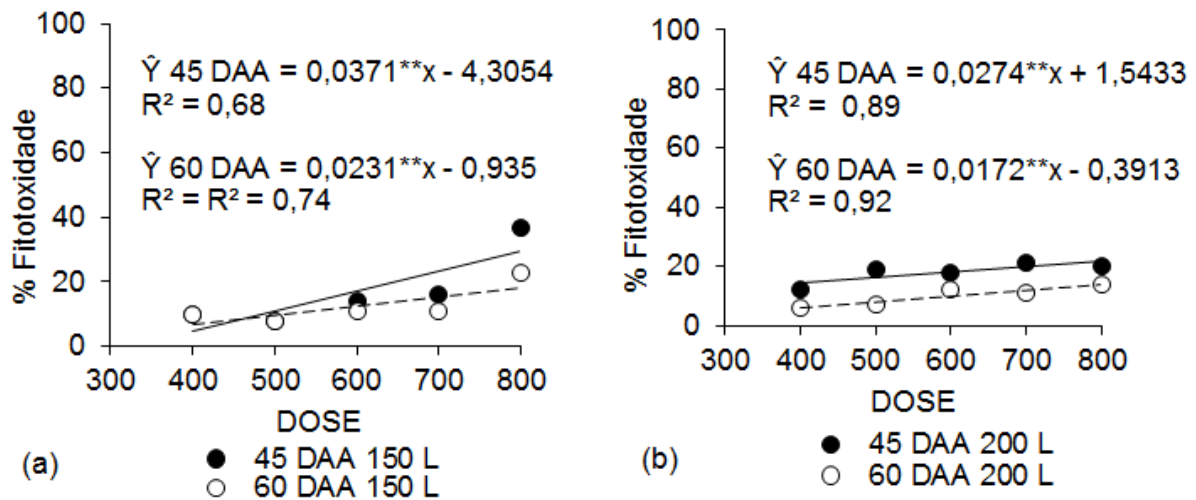 % Fitotoxidade
100
80
60
40
20
0
Ŷ 45 DAA = 0,0371**x - 4,3054
R² = 0,68
Ŷ 60 DAA = 0,0231**x - 0,935
R² = R² = 0,74
300 400 500 600 700 800
DOSE
(a)
45 DAA 150 L
60 DAA 150 L
% Fitotoxidade
100
80
60
40
20
0
Ŷ 45 DAA = 0,0274**x + 1,5433
R² = 0,89
Ŷ 60 DAA = 0,0172**x - 0,3913
R² = 0,92
300 400 500 600 700 800
DOSE
(b)
45 DAA 200 L
60 DAA 200 L